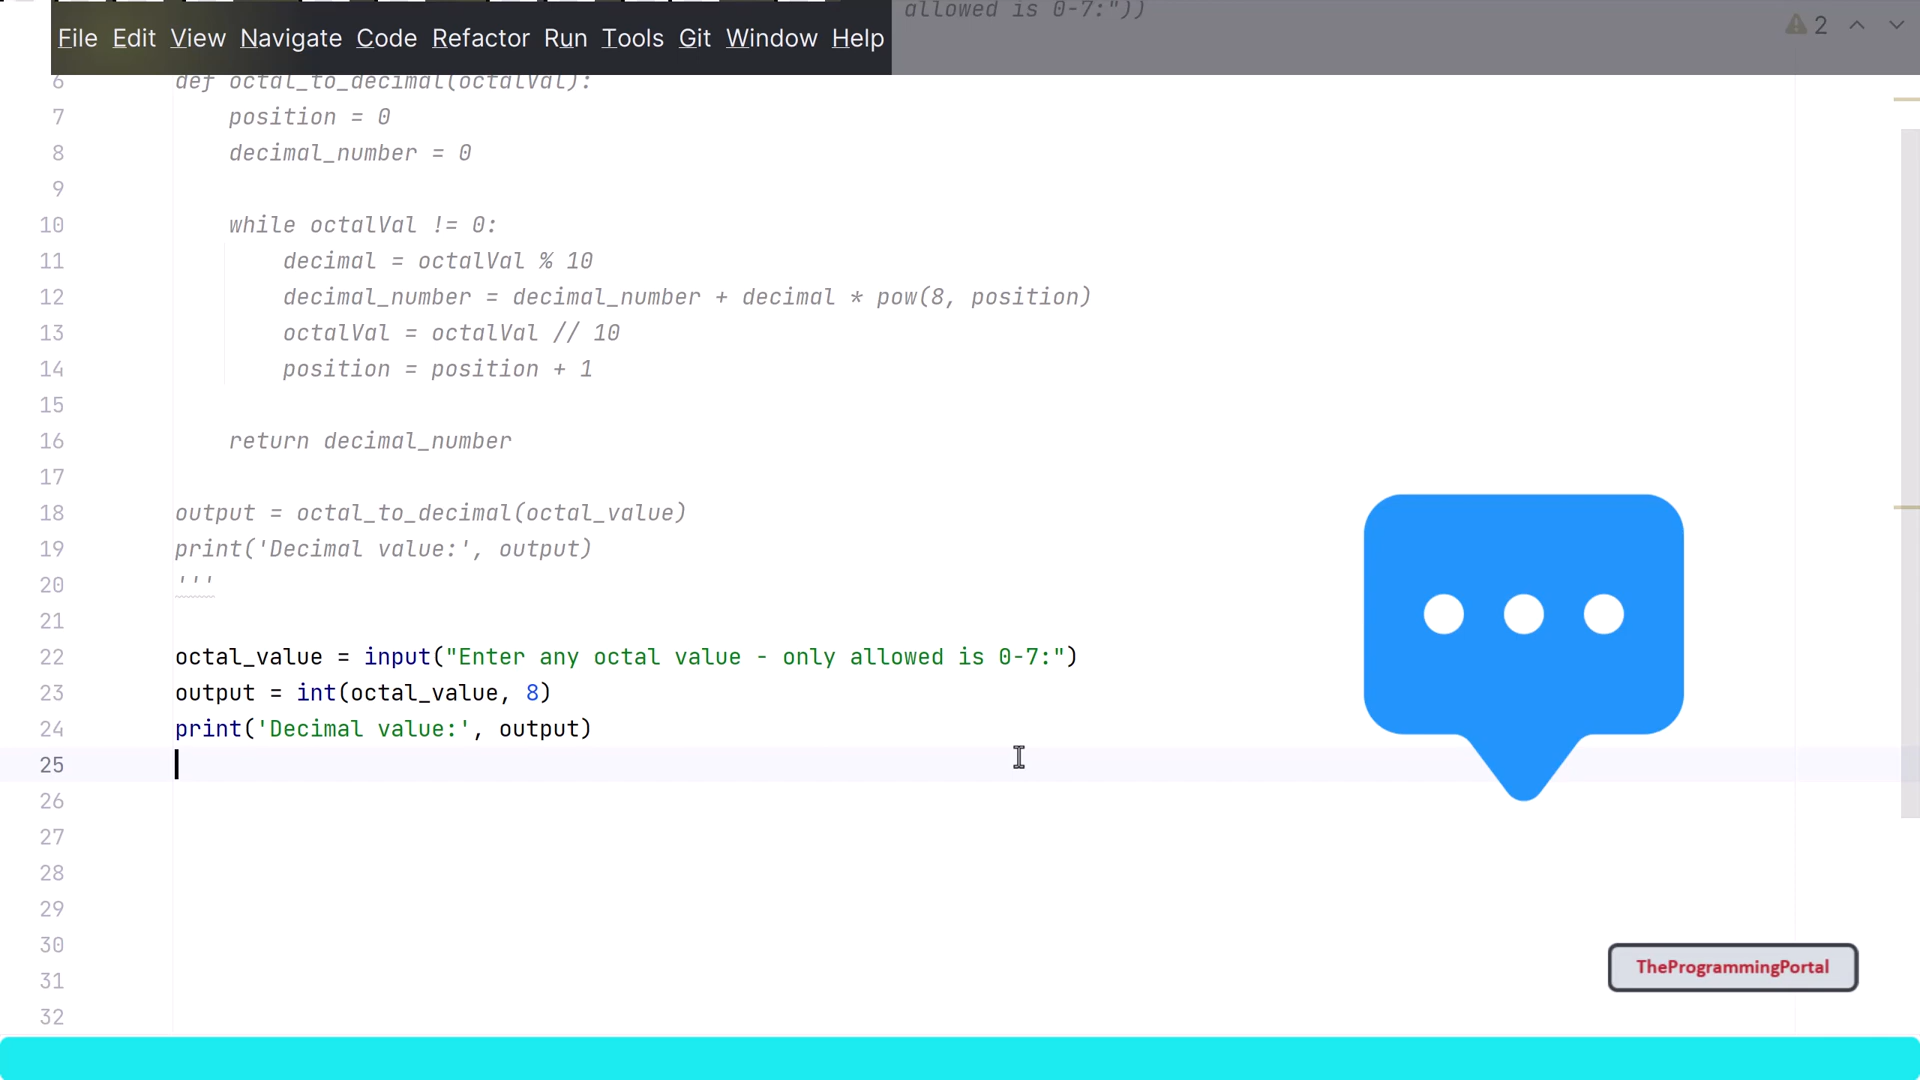 allowed is 0-7:"))
2
File Edit View Navigate Code Refactor Run Tools Git Window Help
6 def octal_to_decimal(octalVal):
7     position = 0
8     decimal_number = 0
9
10     while octalVal != 0:
11         decimal = octalVal % 10
12         decimal_number = decimal_number + decimal * pow(8, position)
13         octalVal = octalVal // 10
14         position = position + 1
15
16     return decimal_number
17
18 output = octal_to_decimal(octal_value)
19 print('Decimal value:', output)
20 '''
21
22 octal_value = input("Enter any octal value - only allowed is 0-7:")
23 output = int(octal_value, 8)
24 print('Decimal value:', output)
25
26
27
28
29
30
31
32
TheProgrammingPortal